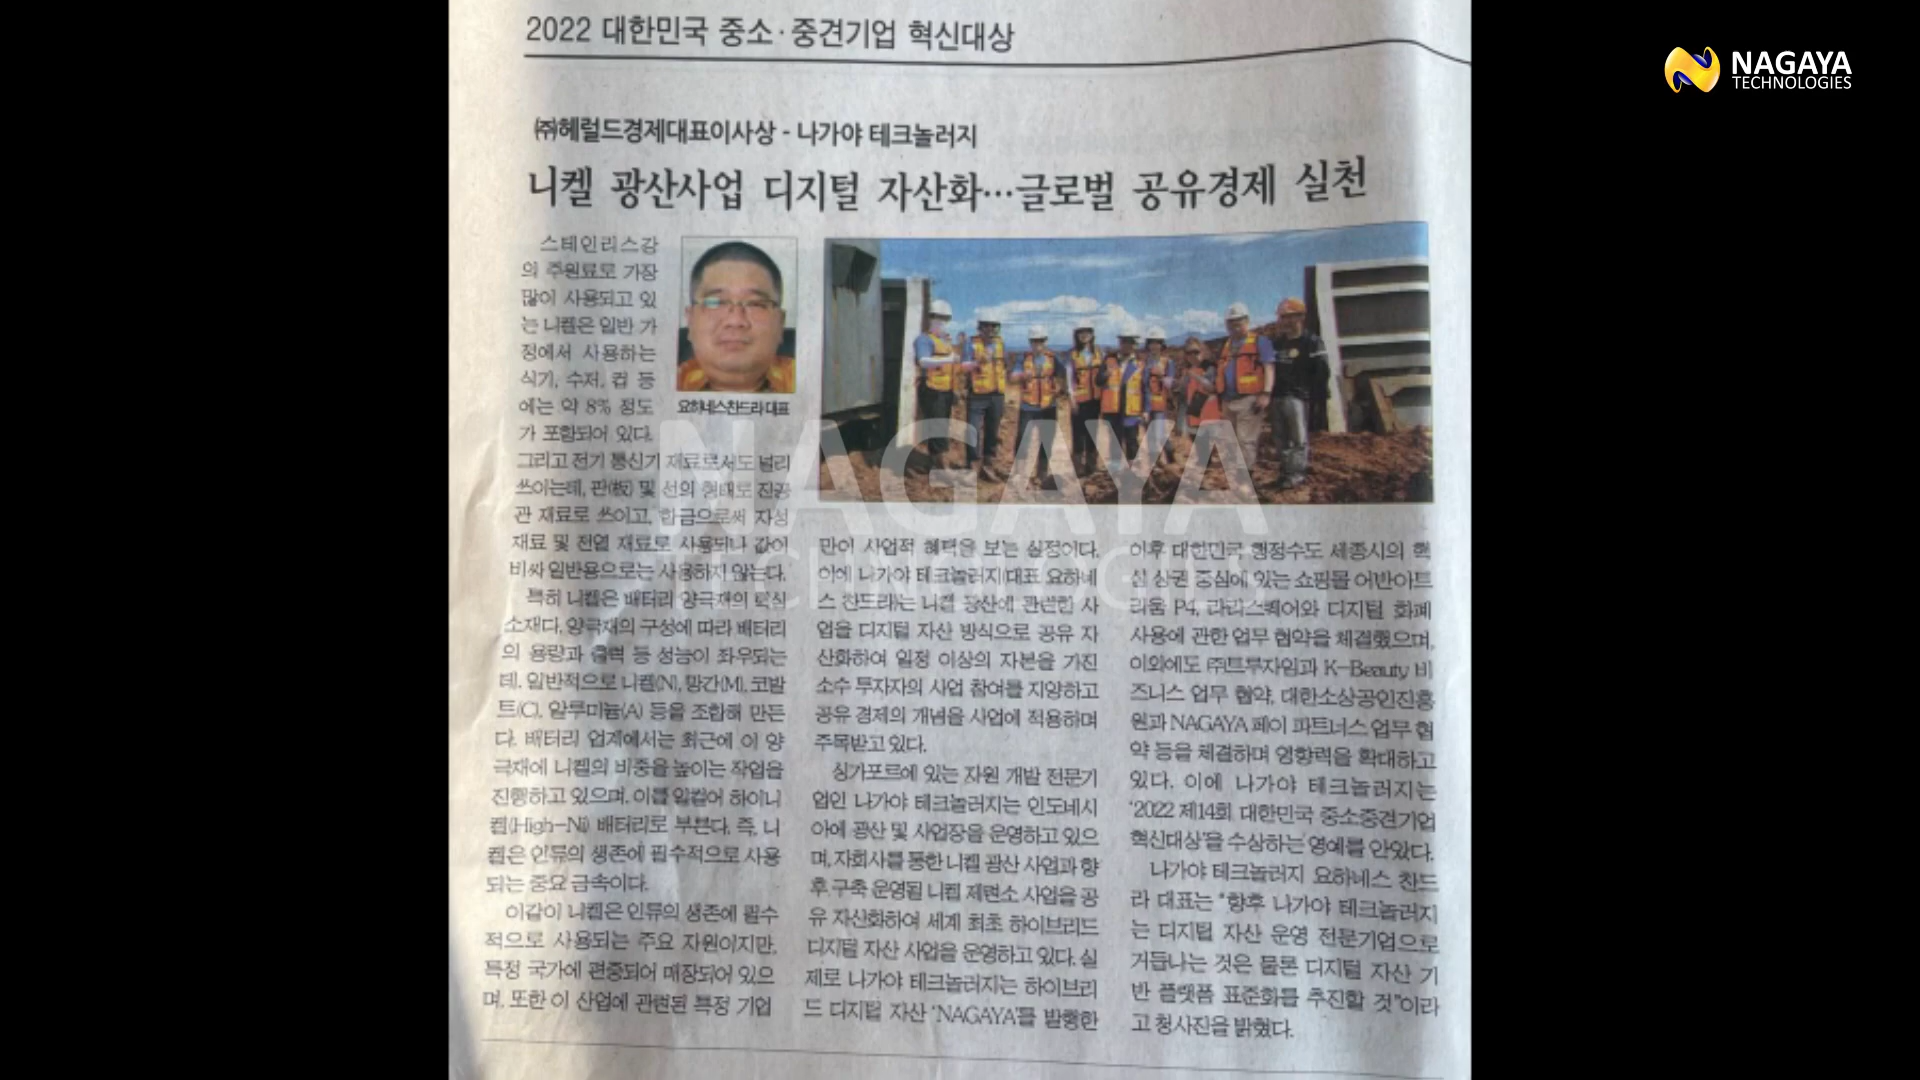 2022 대한민국 중소·중견기업 혁신대상
NAGAYA
TECHNOLOGIES
㈜헤럴드경제대표이사상 - 나가야 테크놀러지
니켈 광산사업 디지털 자산화…글로벌 공유경제 실천
스테인리스강
의 주원료로 가장
많이 사용되고 있
는 니켈은 일반 가
정에서 사용하는
식기, 수저, 컵 등
에는 약 8% 정도
가 포함되어 있다.
그리고 전기 통신기 재료로서도 널리
쓰이는데, 판(板) 및 선의 형태로 진공
관 재료로 쓰이고, 합금으로써 자성
재료 및 전열 재료로 사용되나 값이
비싸 일반용으로는 사용하지 않는다.
특히 니켈은 배터리 양극재의 핵심
소재다. 양극재의 구성에 따라 배터리
의 용량과 출력 등 성능이 좌우되는
데, 일반적으로 니켈(N), 망간(M), 코발
트(C), 알루미늄(A) 등을 조합해 만든
다. 배터리 업계에서는 최근에 이 양
극재에 니켈의 비중을 높이는 작업을
진행하고 있으며, 이를 일컬어 하이니
켈(High-Ni) 배터리로 부른다. 즉, 니
켈은 인류의 생존에 필수적으로 사용
되는 중요 금속이다.
이같이 니켈은 인류의 생존에 필수
적으로 사용되는 주요 자원이지만,
특정 국가에 편중되어 매장되어 있으
며, 또한 이 산업에 관련된 특정 기업
요하네스찬드라 대표
만이 사업적 혜택을 보는 실정이다.
이에 나가야 테크놀러지(대표 요하네
스 찬드라)는 니켈 광산에 관련한 사
업을 디지털 자산 방식으로 공유 자
산화하여 일정 이상의 자본을 가진
소수 투자자의 사업 참여를 지양하고
공유 경제의 개념을 사업에 적용하며
주목받고 있다.
싱가포르에 있는 자원 개발 전문기
업인 나가야 테크놀러지는 인도네시
아에 광산 및 사업장을 운영하고 있으
며, 자회사를 통한 니켈 광산 사업과 향
후 구축 운영될 니켈 제련소 사업을 공
유 자산화하여 세계 최초 하이브리드
디지털 자산 사업을 운영하고 있다. 실
제로 나가야 테크놀러지는 하이브리
드 디지털 자산 'NAGAYA'를 발행한
이후 대한민국 행정수도 세종시의 핵
심 상권 중심에 있는 쇼핑몰 어반아트
리움 P4, 라라스퀘어와 디지털 화폐
사용에 관한 업무 협약을 체결했으며,
이외에도 ㈜트루자임과 K-Beauty 비
즈니스 업무 협약, 대한소상공인진흥
원과 NAGAYA 페이 파트너스 업무 협
약 등을 체결하며 영향력을 확대하고
있다. 이에 나가야 테크놀러지는
'2022 제14회 대한민국 중소중견기업
혁신대상'을 수상하는 영예를 안았다.
나가야 테크놀러지 요하네스 찬드
라 대표는 "향후 나가야 테크놀러지
는 디지털 자산 운영 전문기업으로
거듭나는 것은 물론 디지털 자산 기
반 플랫폼 표준화를 추진할 것"이라
고 청사진을 밝혔다.
NAGAYA
TECHNOLOGIES